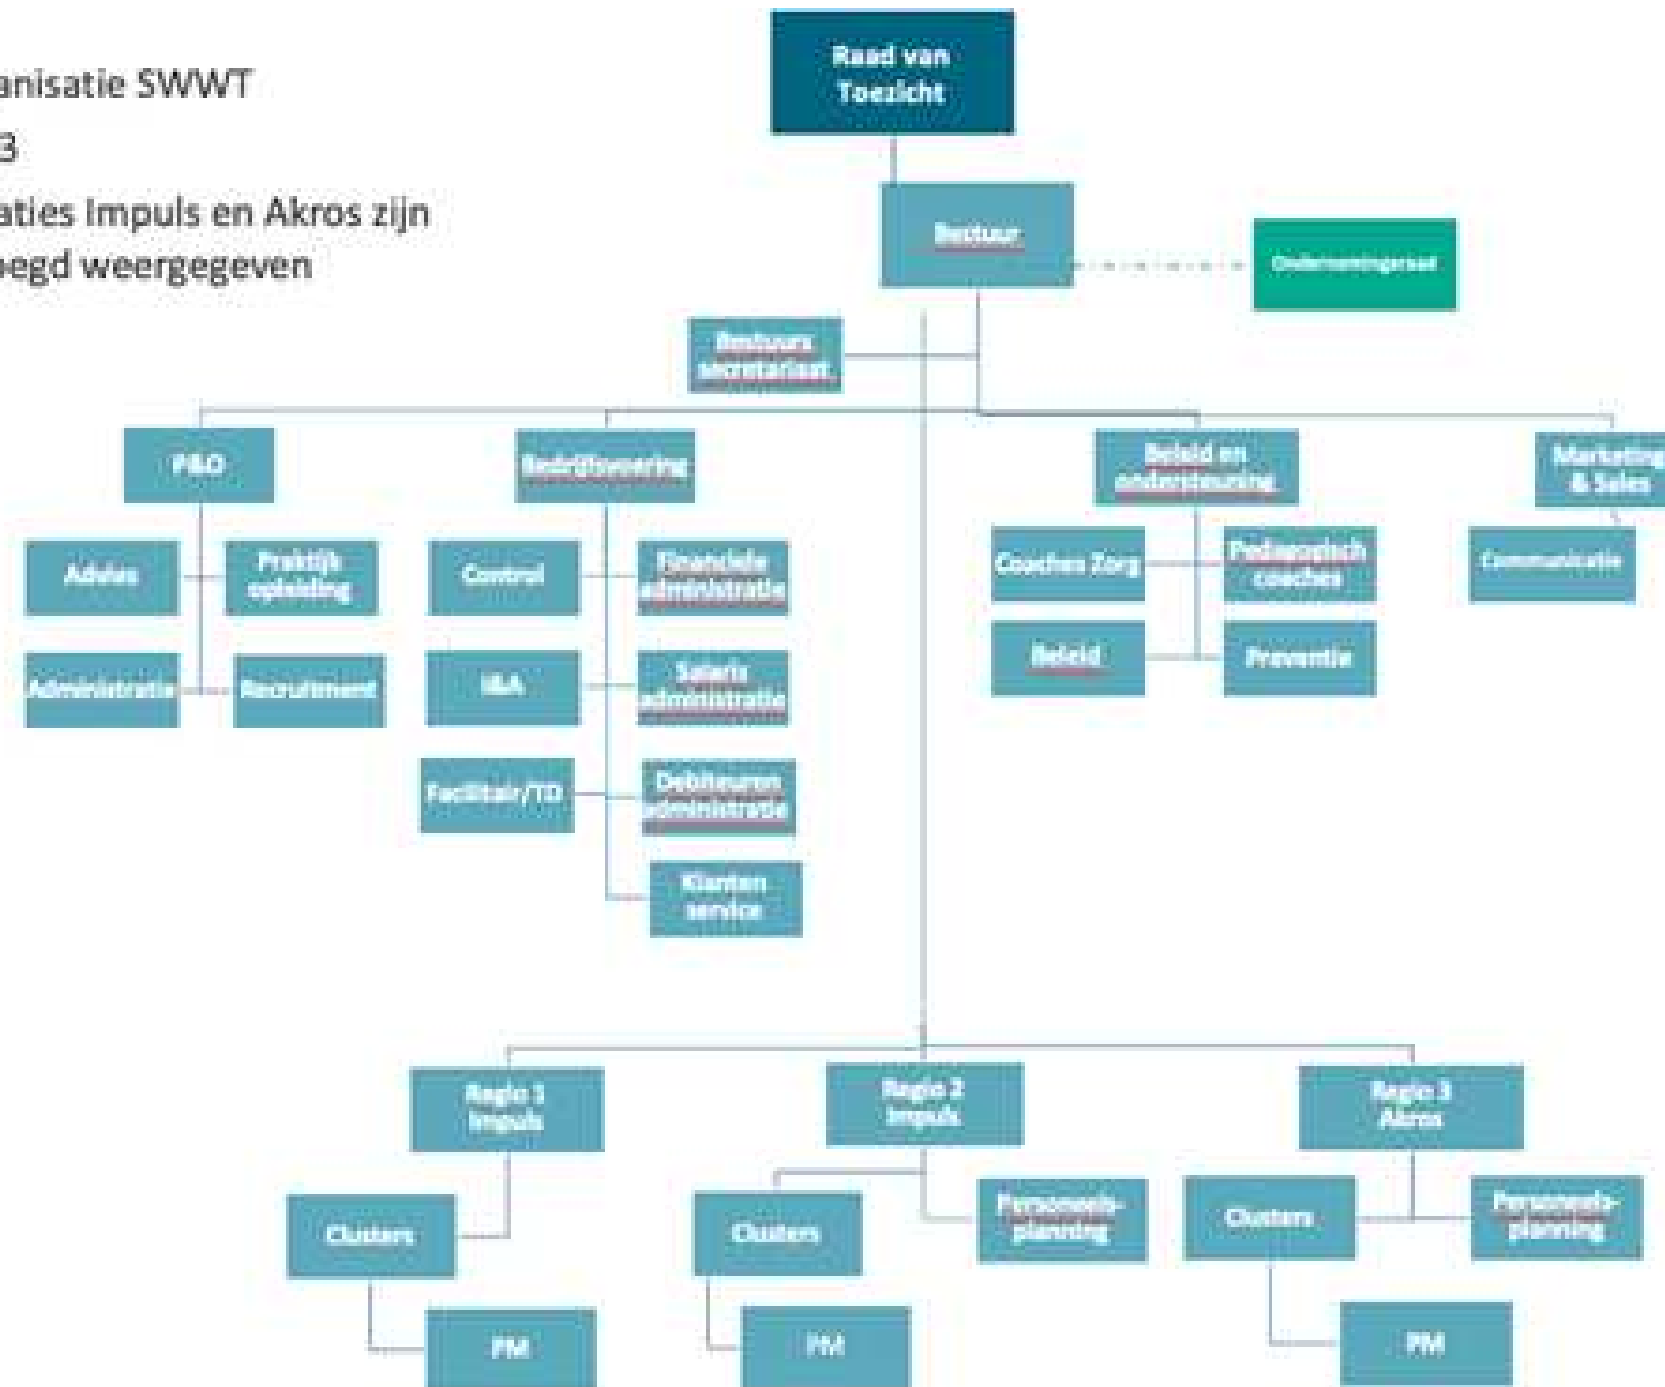 anisatie SWWT
3
aties Impuls en Akros zijn
oegd weergegeven
Raad van
Toezicht
Bestuur
Ondernemingsraad
Bestuurs
secretariaat
P&O
Bedrijfsvoering
Beleid en
ondersteuning
Marketing
& Sales
Advies
Praktijk
opleiding
Control
Financiele
administratie
Coaches Zorg
Pedagogisch
coaches
Communicatie
Administratie
Recruitment
I&A
Salaris
administratie
Beleid
Preventie
Facilitair/TD
Debiteuren
administratie
Klanten
service
Regio 1
Impuls
Regio 2
Impuls
Regio 3
Akros
Clusters
Clusters
Personeels-
planning
Clusters
Personeels-
planning
PM
PM
PM